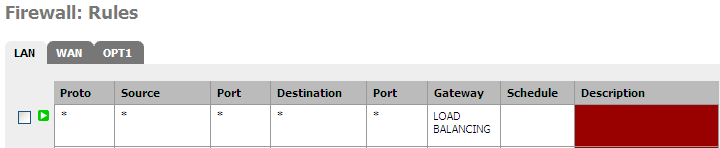 Firewall: Rules
LAN WAN OPT1
Proto Source Port Destination Port Gateway Schedule Description
* * * * * LOAD
BALANCING